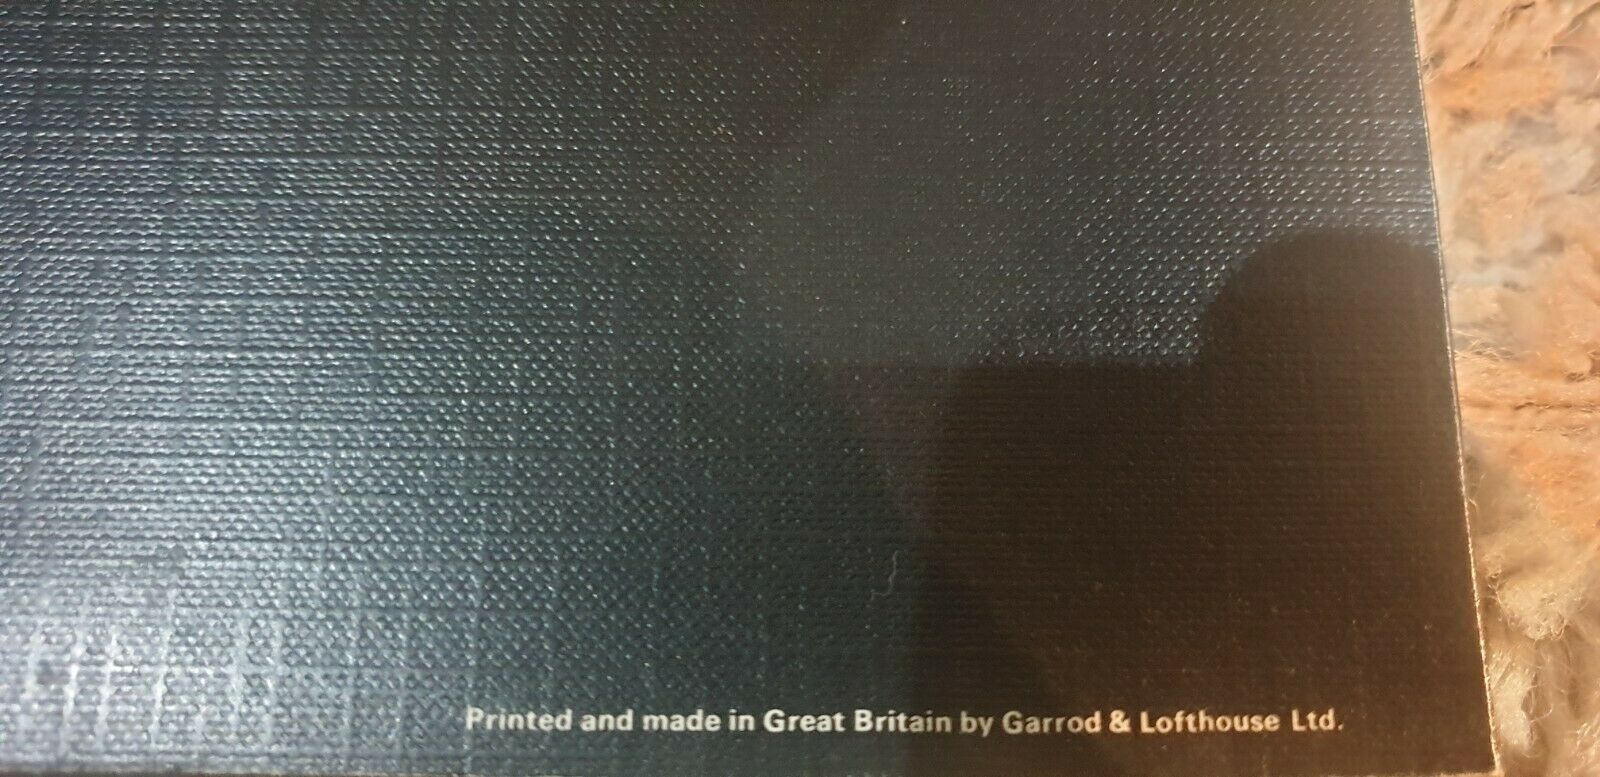 Printed and made in Great Britain by Garrod & Lofthouse Ltd.